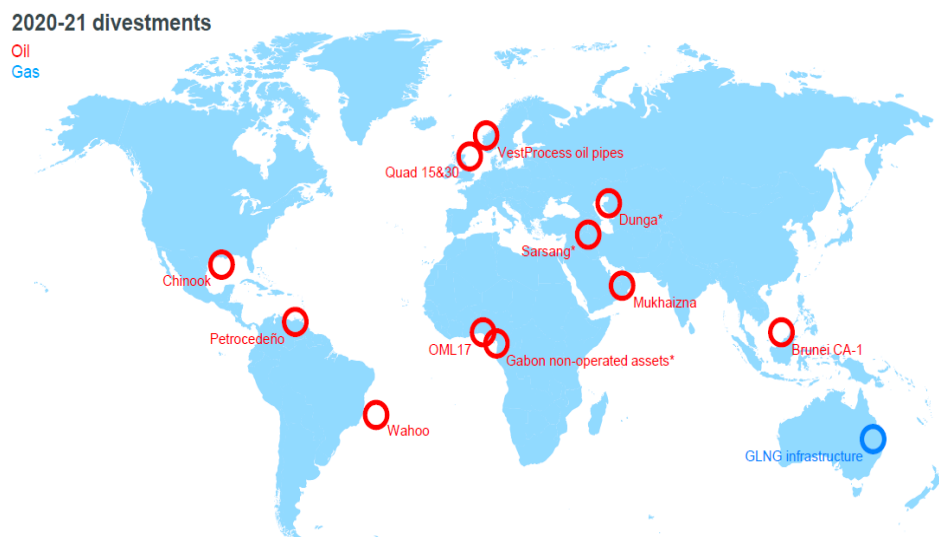 2020-21 divestments
Oil
Gas
VestProcess oil pipes
Quad 15&30
Dunga*
Sarsang*
Chinook
Mukhaizna
Petrocedeño
OML17
Gabon non-operated assets*
Brunei CA-1
Wahoo
GLNG infrastructure